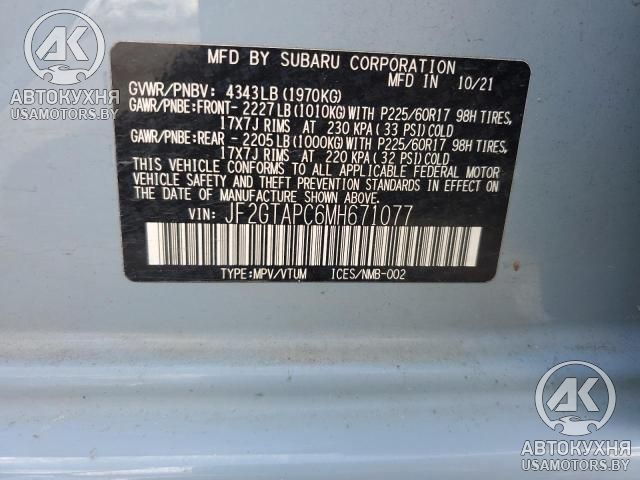 MFD BY SUBARU CORPORATION
MFD IN 10/21
GVWR/PNBV: 4343LB(1970KG)
GAWR/PNBE:FRONT-2227LB(1010KG)WITH P225/60R17 98H TIRES,
17X7J RIMS AT 230 KPA(33 PSI)COLD
GAWR/PNBE:REAR -2205LB(1000KG)WITH P225/60R17 98H TIRES,
17X7J RIMS AT 220 KPA(32 PSI)COLD
THIS VEHICLE CONFORMS TO ALL APPLICABLE FEDERAL MOTOR
VEHICLE SAFETY AND THEFT PREVENTION STANDARDS IN EFFECT
ON THE DATE OF MANUFACTURE SHOWN ABOVE.
VIN: JF2GTAPC6MH671077
TYPE:MPV/VTUM ICES/NMB-002
АК
АВТОКУХНЯ
USAMOTORS.BY
АК
АВТОКУХНЯ
USAMOTORS.BY